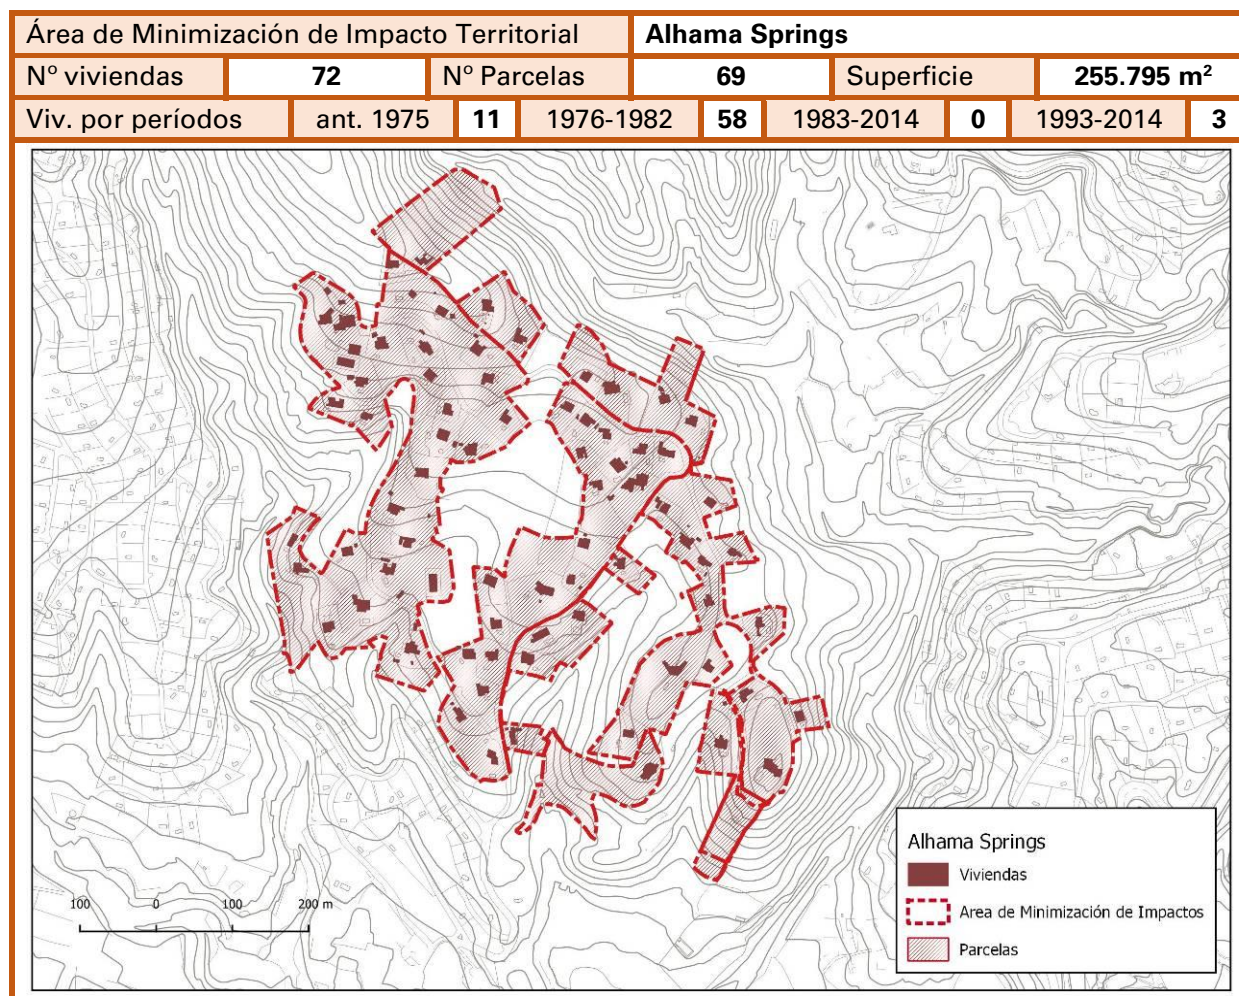 Área de Minimización de Impacto Territorial Alhama Springs
Nº viviendas 72 Nº Parcelas 69 Superficie 255.795 m²
Viv. por períodos ant. 1975 11 1976-1982 58 1983-2014 0 1993-2014 3
Alhama Springs
Viviendas
Area de Minimización de Impactos
Parcelas
100 0 100 200 m